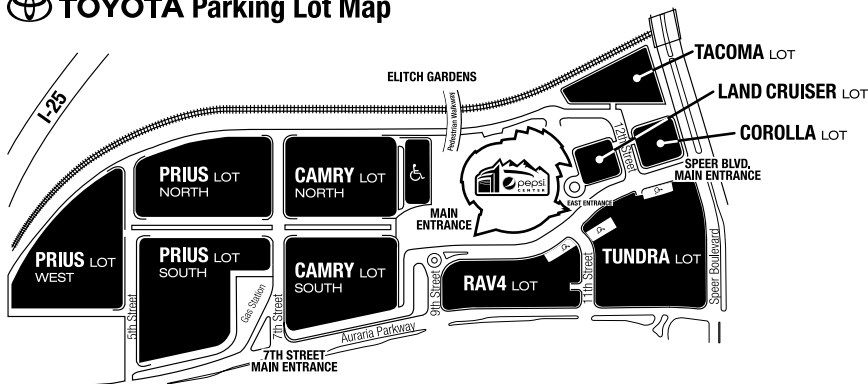 TOYOTA Parking Lot Map
TACOMA LOT
ELITCH GARDENS
LAND CRUISER LOT
I-25
Pedestrian Walkway
12th Street
COROLLA LOT
PRIUS LOT
NORTH
CAMRY LOT
NORTH
pepsi
CENTER
SPEER BLVD,
MAIN ENTRANCE
MAIN
ENTRANCE
EAST ENTRANCE
PRIUS LOT
WEST
PRIUS LOT
SOUTH
CAMRY LOT
SOUTH
TUNDRA LOT
RAV4 LOT
5th Street
Gas Station
7th Street
9th Street
11th Street
Speer Boulevard
Auraria Parkway
7TH STREET
MAIN ENTRANCE